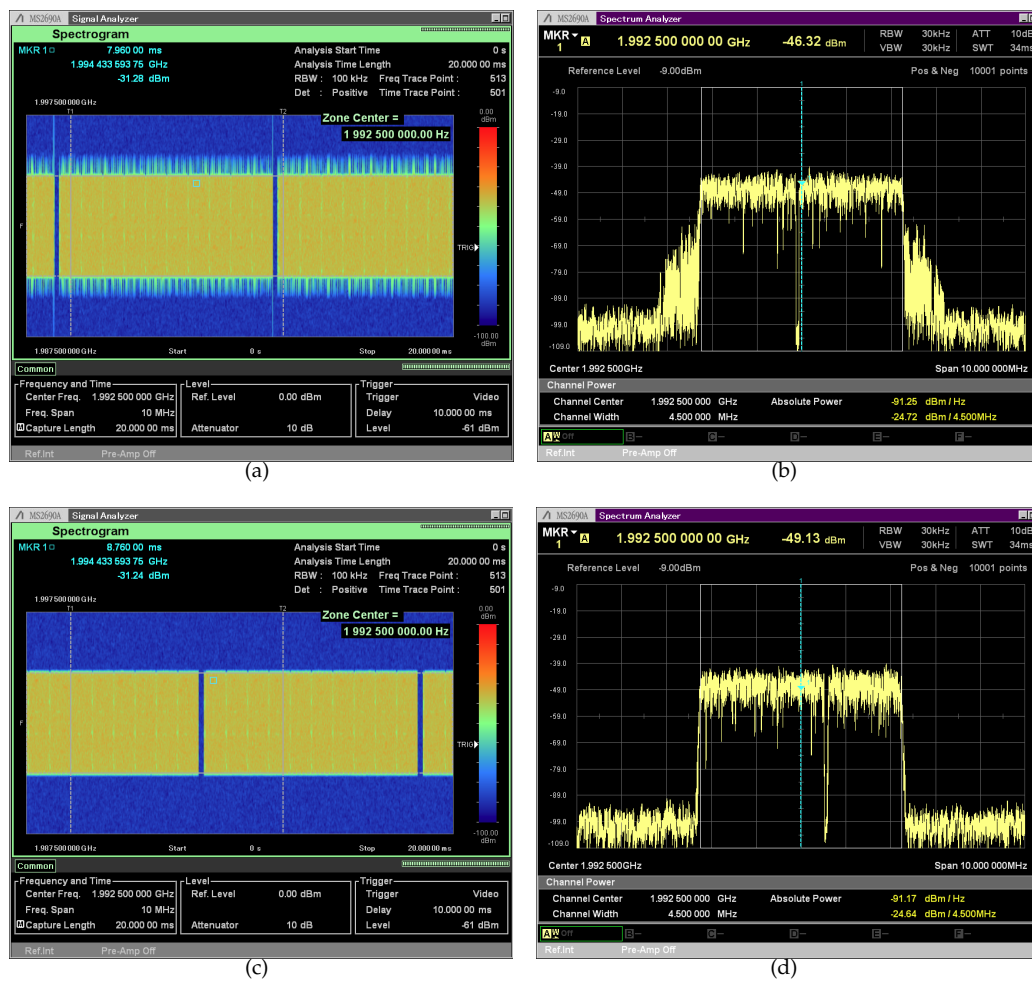 MS2690A Signal Analyzer
Spectrogram
MKR 1 7.960 00 ms
1.994 433 593 75 GHz
-31.28 dBm
Analysis Start Time 0 s
Analysis Time Length 20.000 00 ms
RBW : 100 kHz Freq Trace Point : 513
Det : Positive Time Trace Point : 501
1.997500000GHz
T1 T2
Zone Center =
1 992 500 000.00 Hz
0.00
dBm
F
TRIG
-100.00
dBm
1.987500000GHz Start 0 s Stop 20.00000 ms
Common
Frequency and Time
Center Freq. 1.992 500 000 GHz
Freq. Span 10 MHz
Capture Length 20.000 00 ms
Level
Ref. Level 0.00 dBm
Attenuator 10 dB
Trigger
Trigger Video
Delay 10.000 00 ms
Level -61 dBm
Ref.Int Pre-Amp Off
(a)
MS2690A Spectrum Analyzer
MKR 1 A 1.992 500 000 00 GHz -46.32 dBm
RBW 30kHz ATT 10dB
VBW 30kHz SWT 34ms
Reference Level -9.00dBm Pos & Neg 10001 points
-9.0
-19.0
-29.0
-39.0
-49.0
-59.0
-69.0
-79.0
-89.0
-99.0
-109.0
Center 1.992 500GHz Span 10.000 000MHz
Channel Power
Channel Center 1.992 500 000 GHz Absolute Power -91.25 dBm / Hz
Channel Width 4.500 000 MHz -24.72 dBm / 4.500MHz
A Off B-- C-- D-- E-- F--
Ref.Int Pre-Amp Off
(b)
MS2690A Signal Analyzer
Spectrogram
MKR 1 8.760 00 ms
1.994 433 593 75 GHz
-31.24 dBm
Analysis Start Time 0 s
Analysis Time Length 20.000 00 ms
RBW : 100 kHz Freq Trace Point : 513
Det : Positive Time Trace Point : 501
1.997500000GHz
T1 T2
Zone Center =
1 992 500 000.00 Hz
0.00
dBm
F
TRIG
-100.00
dBm
1.987500000GHz Start 0 s Stop 20.00000 ms
Common
Frequency and Time
Center Freq. 1.992 500 000 GHz
Freq. Span 10 MHz
Capture Length 20.000 00 ms
Level
Ref. Level 0.00 dBm
Attenuator 10 dB
Trigger
Trigger Video
Delay 10.000 00 ms
Level -61 dBm
Ref.Int Pre-Amp Off
(c)
MS2690A Spectrum Analyzer
MKR 1 A 1.992 500 000 00 GHz -49.13 dBm
RBW 30kHz ATT 10dB
VBW 30kHz SWT 34ms
Reference Level -9.00dBm Pos & Neg 10001 points
-9.0
-19.0
-29.0
-39.0
-49.0
-59.0
-69.0
-79.0
-89.0
-99.0
-109.0
Center 1.992 500GHz Span 10.000 000MHz
Channel Power
Channel Center 1.992 500 000 GHz Absolute Power -91.17 dBm / Hz
Channel Width 4.500 000 MHz -24.64 dBm / 4.500MHz
A Off B-- C-- D-- E-- F--
Ref.Int Pre-Amp Off
(d)